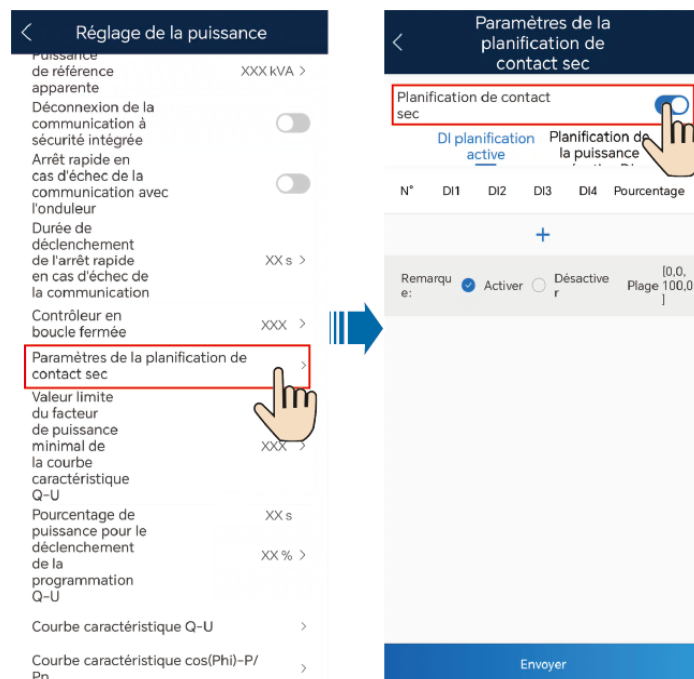 Réglage de la puissance
Puissance
de référence
apparente
XXX kVA >
Déconnexion de la
communication à
sécurité intégrée
Arrêt rapide en
cas d'échec de la
communication avec
l'onduleur
Durée de
déclenchement
de l'arrêt rapide
en cas d'échec de
la communication
XX s >
Contrôleur en
boucle fermée
XXX >
Paramètres de la planification de
contact sec
Valeur limite
du facteur
de puissance
minimal de
la courbe
caractéristique
Q-U
XXX >
Pourcentage de
puissance pour le
déclenchement
de la
programmation
Q-U
XX s
XX % >
Courbe caractéristique Q-U >
Courbe caractéristique cos(Phi)-P/
Pn >
Paramètres de la
planification de
contact sec
Planification de contact
sec
DI planification
active
Planification de
la puissance
N° DI1 DI2 DI3 DI4 Pourcentage
+
Remarqu
e:
Activer
Désactive
r
Plage
[0,0,
100,0
]
Envoyer